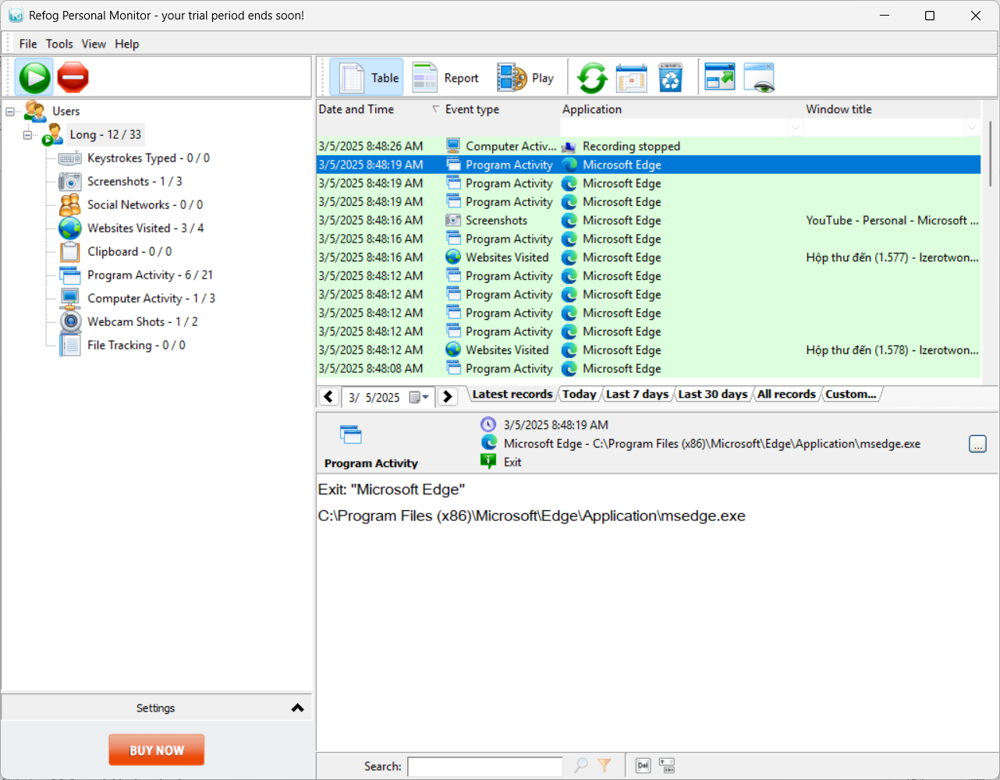 Refog Personal Monitor - your trial period ends soon!
File Tools View Help
Table Report Play
Users
Long - 12 / 33
Keystrokes Typed - 0 / 0
Screenshots - 1 / 3
Social Networks - 0 / 0
Websites Visited - 3 / 4
Clipboard - 0 / 0
Program Activity - 6 / 21
Computer Activity - 1 / 3
Webcam Shots - 1 / 2
File Tracking - 0 / 0
Settings
BUY NOW
Date and Time Event type Application Window title
3/5/2025 8:48:26 AM Computer Activ... Recording stopped
3/5/2025 8:48:19 AM Program Activity Microsoft Edge
3/5/2025 8:48:19 AM Program Activity Microsoft Edge
3/5/2025 8:48:19 AM Program Activity Microsoft Edge
3/5/2025 8:48:16 AM Screenshots Microsoft Edge YouTube - Personal - Microsoft ...
3/5/2025 8:48:16 AM Program Activity Microsoft Edge
3/5/2025 8:48:16 AM Websites Visited Microsoft Edge Hộp thư đến (1.577) - Izerotwon...
3/5/2025 8:48:12 AM Program Activity Microsoft Edge
3/5/2025 8:48:12 AM Program Activity Microsoft Edge
3/5/2025 8:48:12 AM Program Activity Microsoft Edge
3/5/2025 8:48:12 AM Program Activity Microsoft Edge
3/5/2025 8:48:12 AM Websites Visited Microsoft Edge Hộp thư đến (1.578) - Izerotwon...
3/5/2025 8:48:08 AM Program Activity Microsoft Edge
3/ 5/2025 Latest records Today Last 7 days Last 30 days All records Custom...
Program Activity
3/5/2025 8:48:19 AM
Microsoft Edge - C:\Program Files (x86)\Microsoft\Edge\Application\msedge.exe
...
Exit
Exit: "Microsoft Edge"
C:\Program Files (x86)\Microsoft\Edge\Application\msedge.exe
Search:
Del